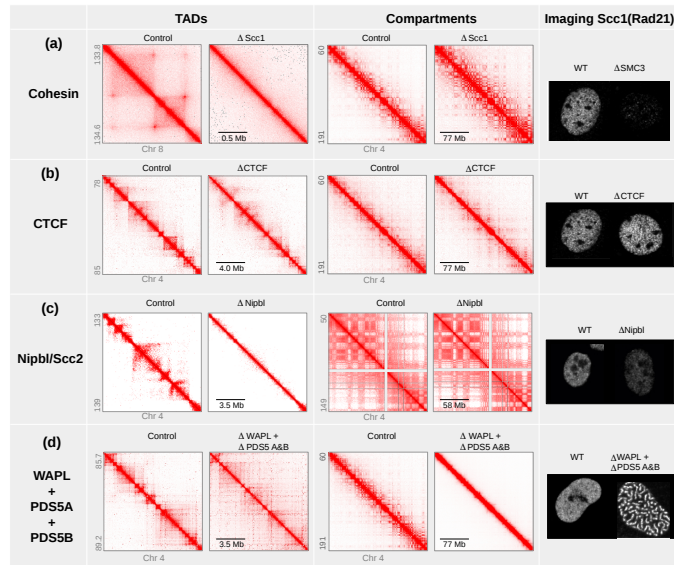 TADs Compartments Imaging Scc1(Rad21)
(a)
Cohesin
Control Δ Scc1 Control Δ Scc1 WT ΔSMC3
133.8
134.6
0.5 Mb
Chr 8
60
191
77 Mb
Chr 4
(b)
CTCF
Control ΔCTCF Control ΔCTCF WT ΔCTCF
78
85
4.0 Mb
Chr 4
60
191
77 Mb
Chr 4
(c)
Nipbl/Scc2
Control Δ Nipbl Control ΔNipbl WT ΔNipbl
133
139
3.5 Mb
Chr 4
50
149
58 Mb
Chr 4
(d)
WAPL
+
PDS5A
+
PDS5B
Control Δ WAPL +
Δ PDS5 A&B
Control Δ WAPL +
Δ PDS5 A&B
WT ΔWAPL +
ΔPDS5 A&B
85.7
89.2
3.5 Mb
Chr 4
60
191
77 Mb
Chr 4